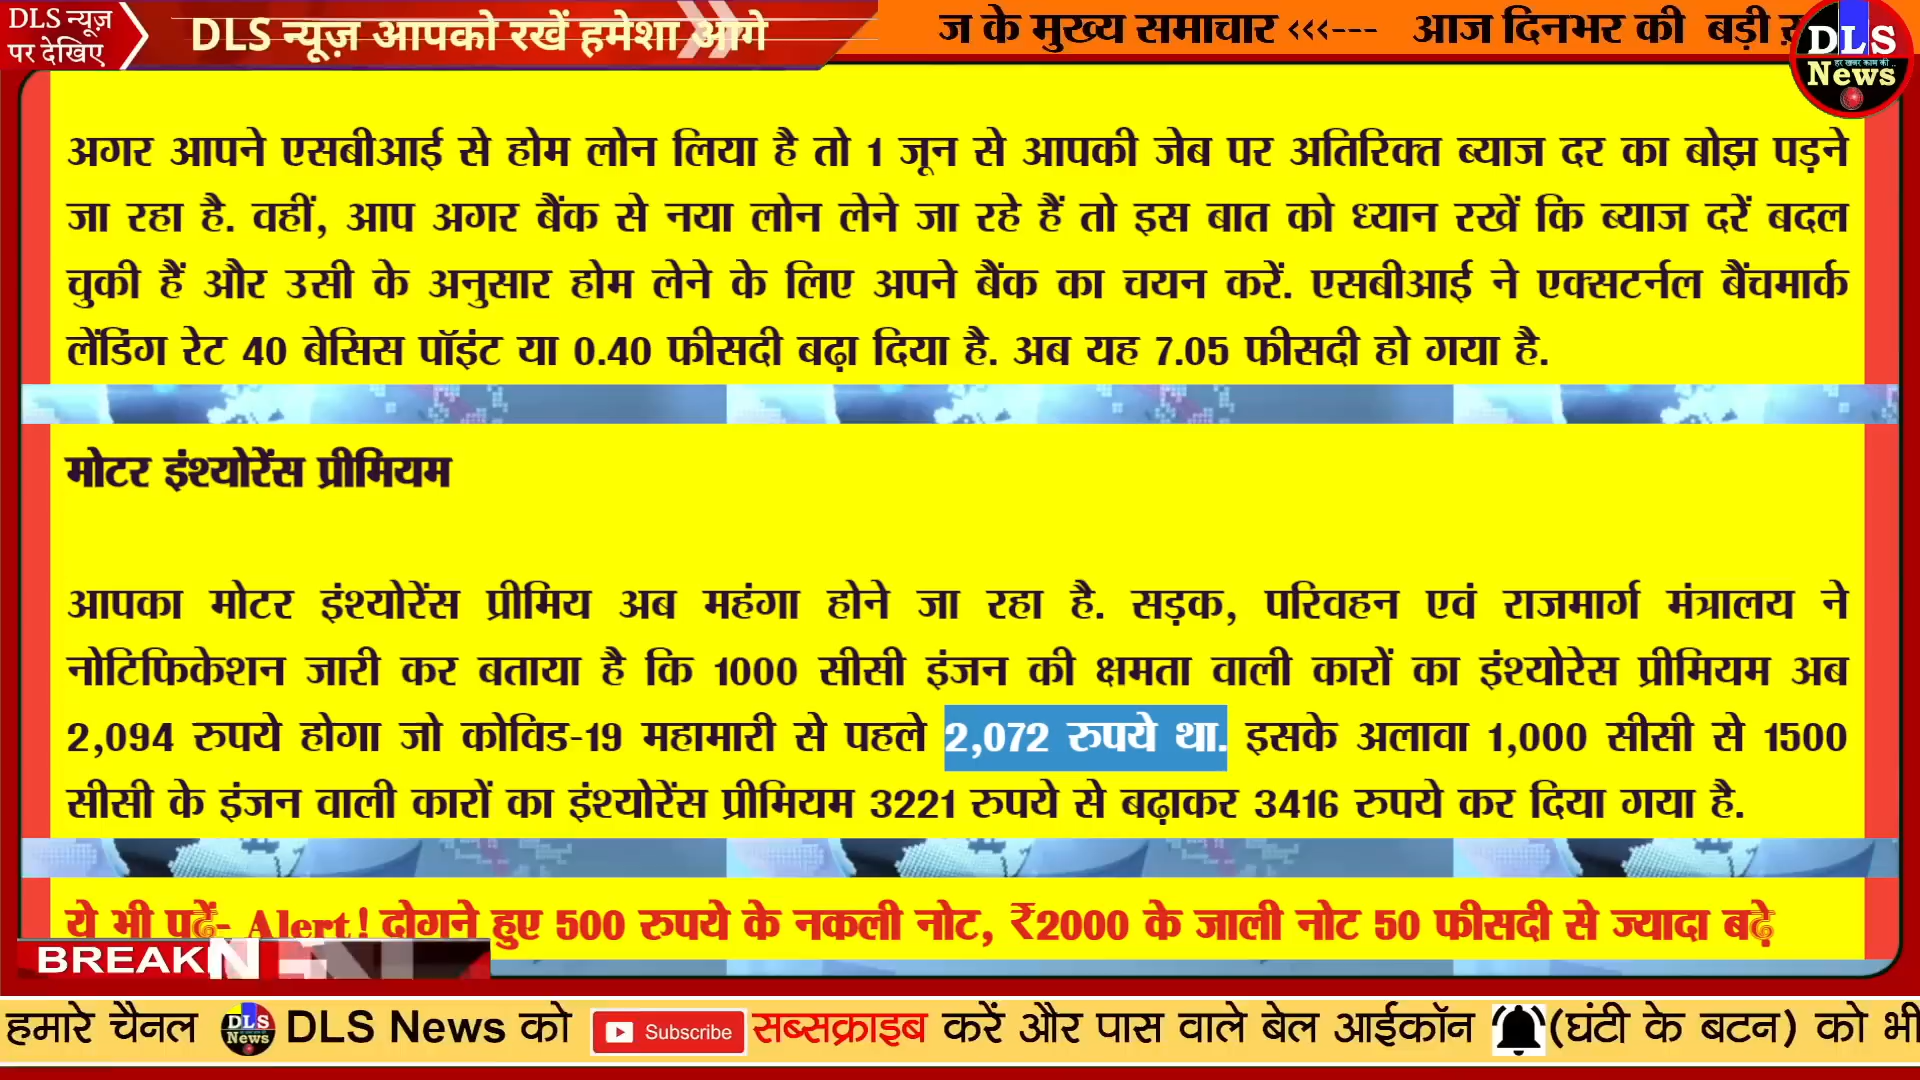 DLS न्यूज़
पर देखिए
DLS न्यूज़ आपको रखें हमेशा आगे
ज के मुख्य समाचार <<<--- आज दिनभर की बड़ी
DLS
हर खबर काम की ..
News
अगर आपने एसबीआई से होम लोन लिया है तो 1 जून से आपकी जेब पर अतिरिक्त ब्याज दर का बोझ पड़ने
जा रहा है. वहीं, आप अगर बैंक से नया लोन लेने जा रहे हैं तो इस बात को ध्यान रखें कि ब्याज दरें बदल
चुकी हैं और उसी के अनुसार होम लेने के लिए अपने बैंक का चयन करें. एसबीआई ने एक्सटर्नल बैंचमार्क
लेंडिंग रेट 40 बेसिस पॉइंट या 0.40 फीसदी बढ़ा दिया है. अब यह 7.05 फीसदी हो गया है.
मोटर इंश्योरेंस प्रीमियम
आपका मोटर इंश्योरेंस प्रीमिय अब महंगा होने जा रहा है. सड़क, परिवहन एवं राजमार्ग मंत्रालय ने
नोटिफिकेशन जारी कर बताया है कि 1000 सीसी इंजन की क्षमता वाली कारों का इंश्योरेस प्रीमियम अब
2,094 रुपये होगा जो कोविड-19 महामारी से पहले 2,072 रुपये था. इसके अलावा 1,000 सीसी से 1500
सीसी के इंजन वाली कारों का इंश्योरेंस प्रीमियम 3221 रुपये से बढ़ाकर 3416 रुपये कर दिया गया है.
ये भी पढ़ें- Alert! दोगुने हुए 500 रुपये के नकली नोट, ₹2000 के जाली नोट 50 फीसदी से ज्यादा बढ़े
BREAK N
हमारे चैनल DLS News DLS News को Subscribe सब्सक्राइब करें और पास वाले बेल आईकॉन (घंटी के बटन) को भी